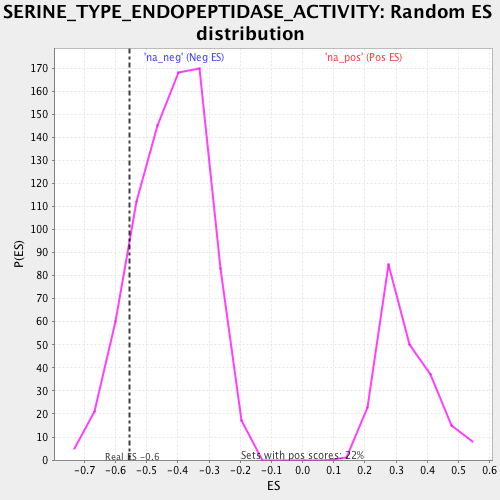 SERINE_TYPE_ENDOPEPTIDASE_ACTIVITY: Random ES
distribution
'na_neg' (Neg ES)
'na_pos' (Pos ES)
P(ES)
170
160
150
140
130
120
110
100
90
80
70
60
50
40
30
20
10
0
Real ES -0.6
Sets with pos scores: 22%
-0.7 -0.6 -0.5 -0.4 -0.3 -0.2 -0.1 0.0 0.1 0.2 0.3 0.4 0.5 0.6
ES